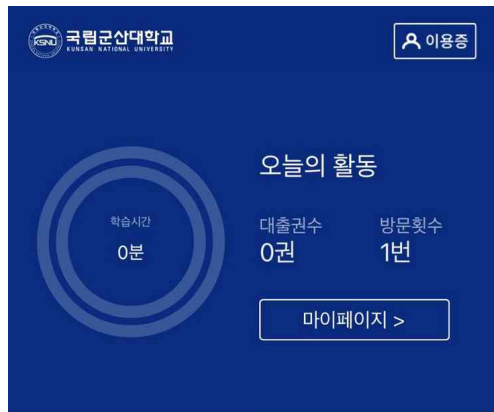 KSNU 국립군산대학교
KUNSAN NATIONAL UNIVERSITY
이용증
오늘의 활동
학습시간
0분
대출권수 방문횟수
0권 1번
마이페이지 >